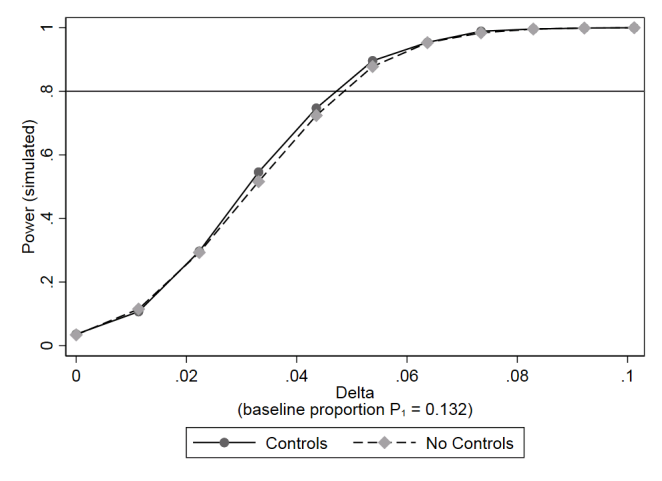 Power (simulated)
1
.8
.6
.4
.2
0
0 .02 .04 .06 .08 .1
Delta
(baseline proportion P₁ = 0.132)
Controls No Controls